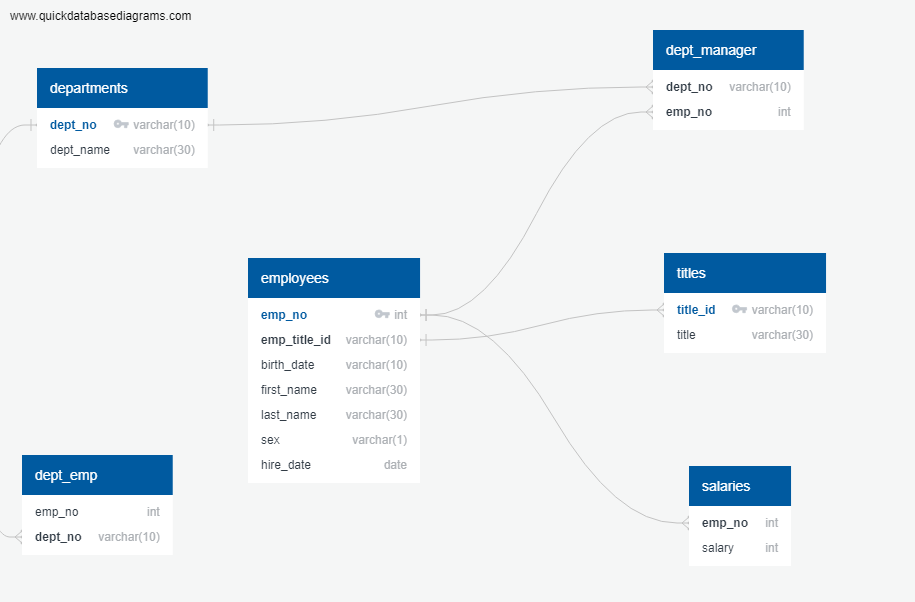 www.quickdatabasediagrams.com
departments
dept_no varchar(10)
dept_name varchar(30)
dept_manager
dept_no varchar(10)
emp_no int
employees
emp_no int
emp_title_id varchar(10)
birth_date varchar(10)
first_name varchar(30)
last_name varchar(30)
sex varchar(1)
hire_date date
titles
title_id varchar(10)
title varchar(30)
dept_emp
emp_no int
dept_no varchar(10)
salaries
emp_no int
salary int